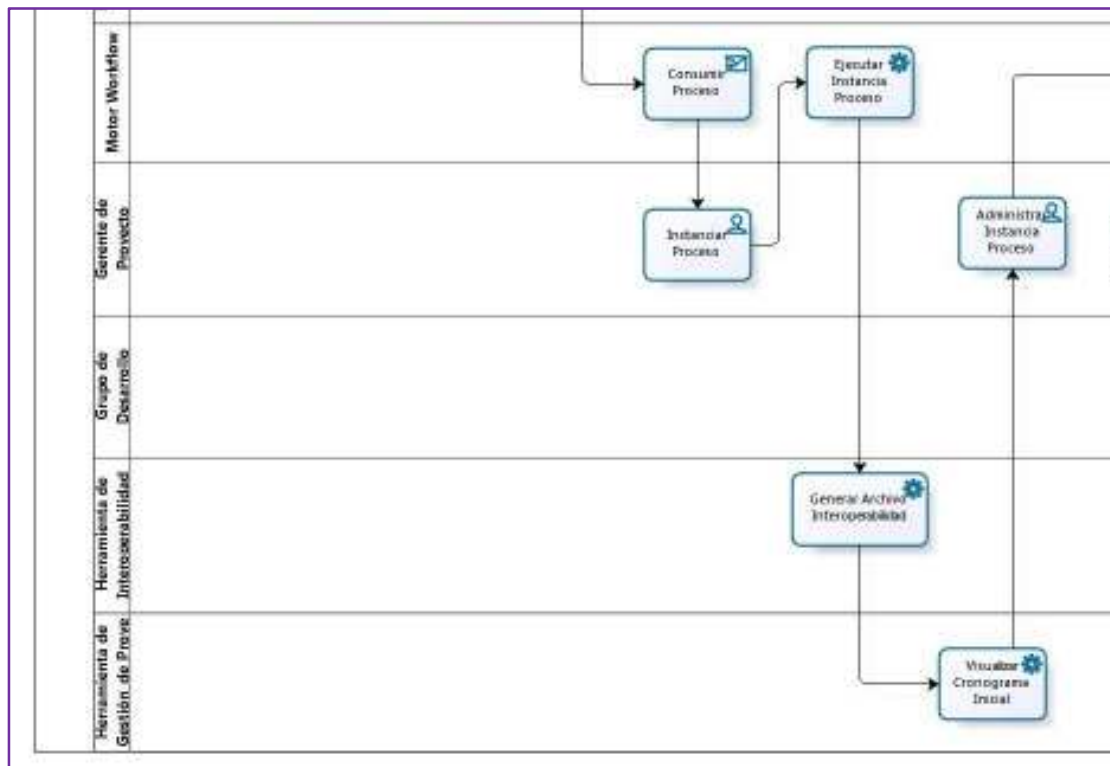 Motor Workflow
Consumir
Proceso
Ejecutar
Instancia
Proceso
Gerente de
Proyecto
Instanciar
Proceso
Administrar
Instancia
Proceso
Grupo de
Desarrollo
Herramienta de
Interoperabilidad
Generar Archivo
Interoperabilidad
Herramienta de
Gestión de Proye
Visualizar
Cronograma
Inicial